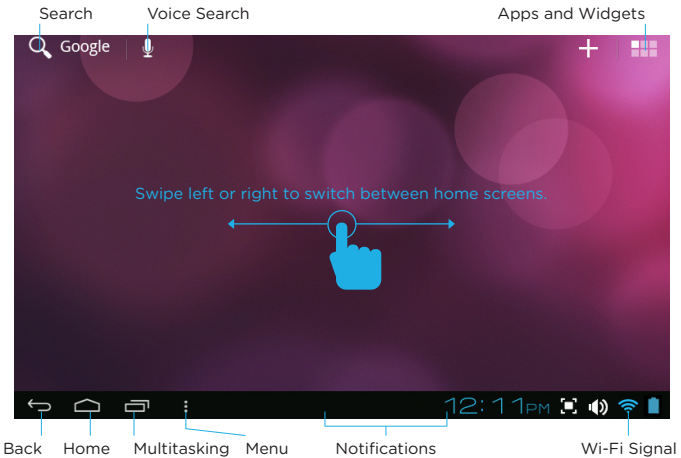 Search Voice Search Apps and Widgets
Google
Swipe left or right to switch between home screens.
12:11PM
Back Home Multitasking Menu Notifications Wi-Fi Signal